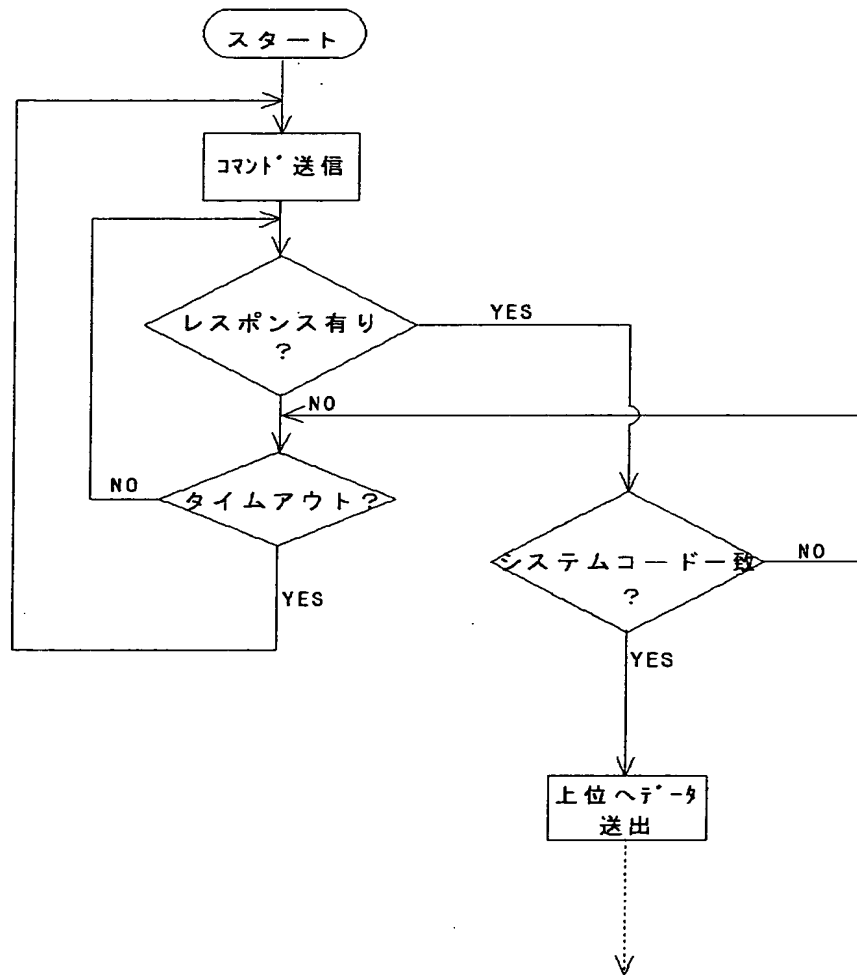 スタート
コマンド送信
レスポンス有り
?
YES
NO
タイムアウト?
NO
YES
システムコード一致
?
NO
YES
上位へデータ
送出